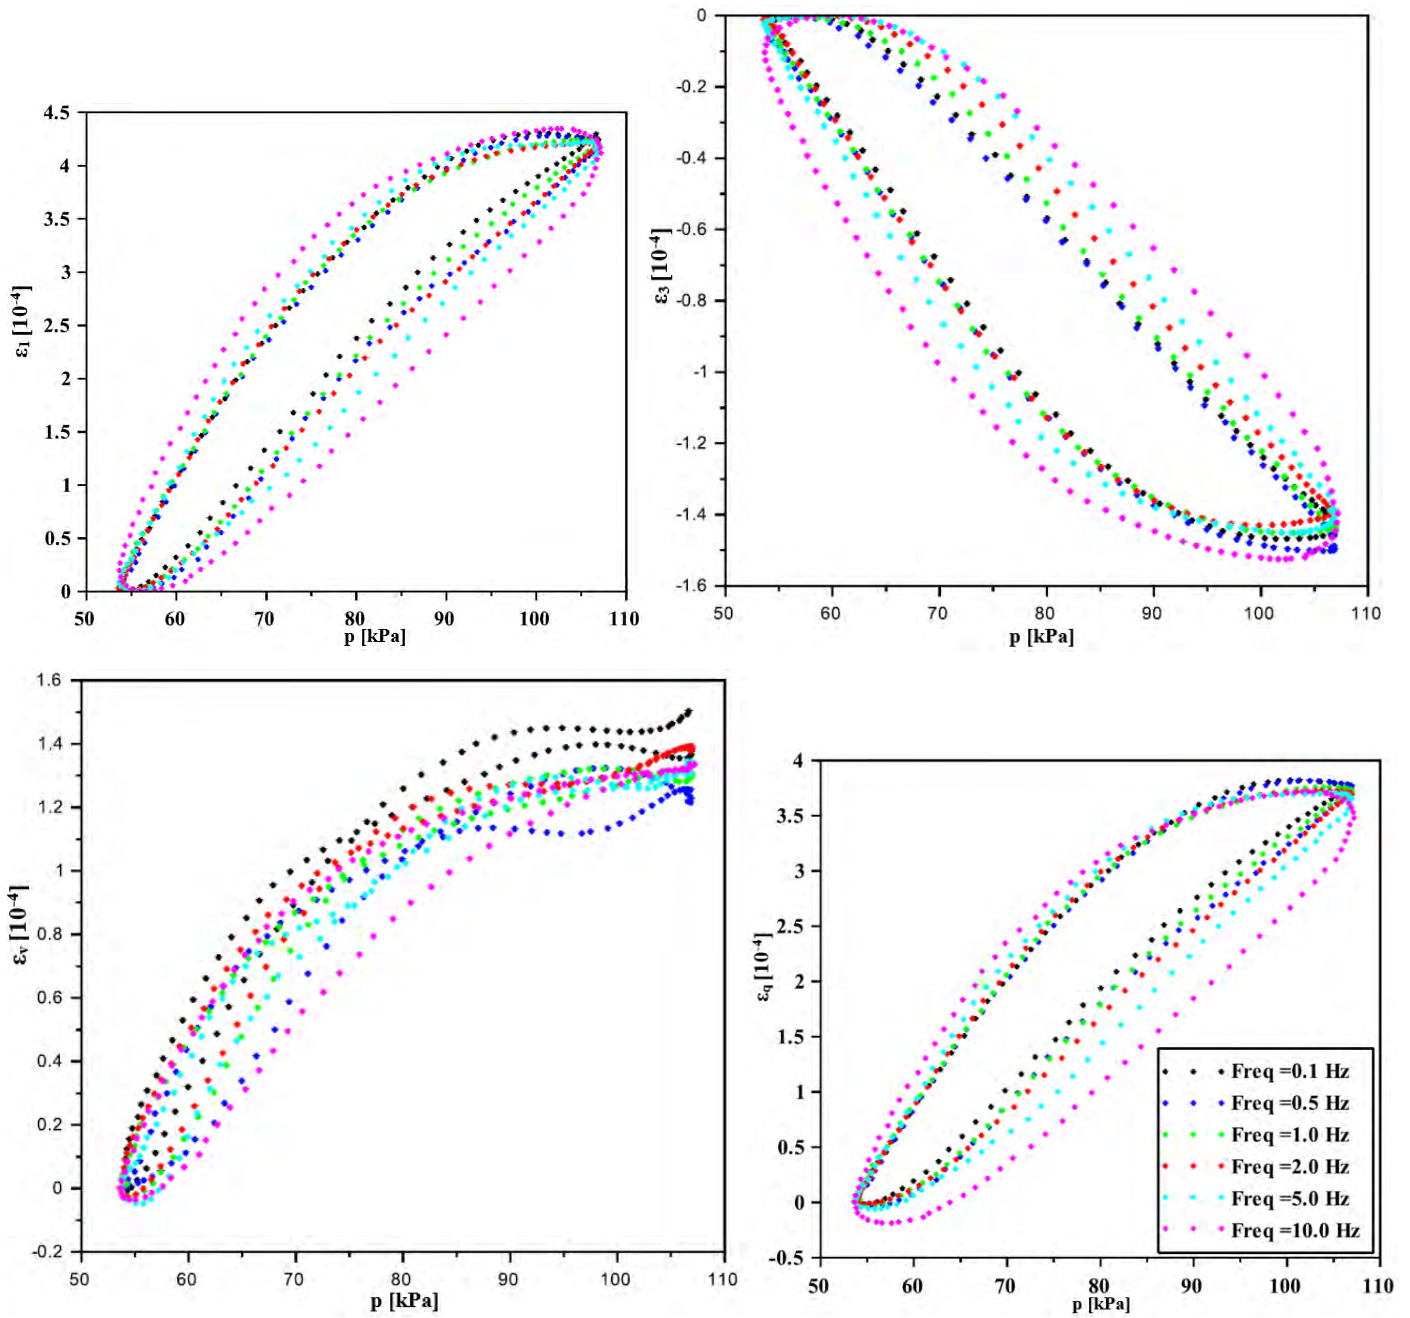 4.5
4
3.5
3
2.5
2
1.5
1
0.5
0
ε1 [10-4]
50 60 70 80 90 100 110
p [kPa]
0
-0.2
-0.4
-0.6
-0.8
-1
-1.2
-1.4
-1.6
ε3 [10-4]
50 60 70 80 90 100 110
p [kPa]
1.6
1.4
1.2
1
0.8
0.6
0.4
0.2
0
-0.2
εv [10-4]
50 60 70 80 90 100 110
p [kPa]
4
3.5
3
2.5
2
1.5
1
0.5
0
-0.5
εq [10-4]
Freq =0.1 Hz
Freq =0.5 Hz
Freq =1.0 Hz
Freq =2.0 Hz
Freq =5.0 Hz
Freq =10.0 Hz
50 60 70 80 90 100 110
p [kPa]